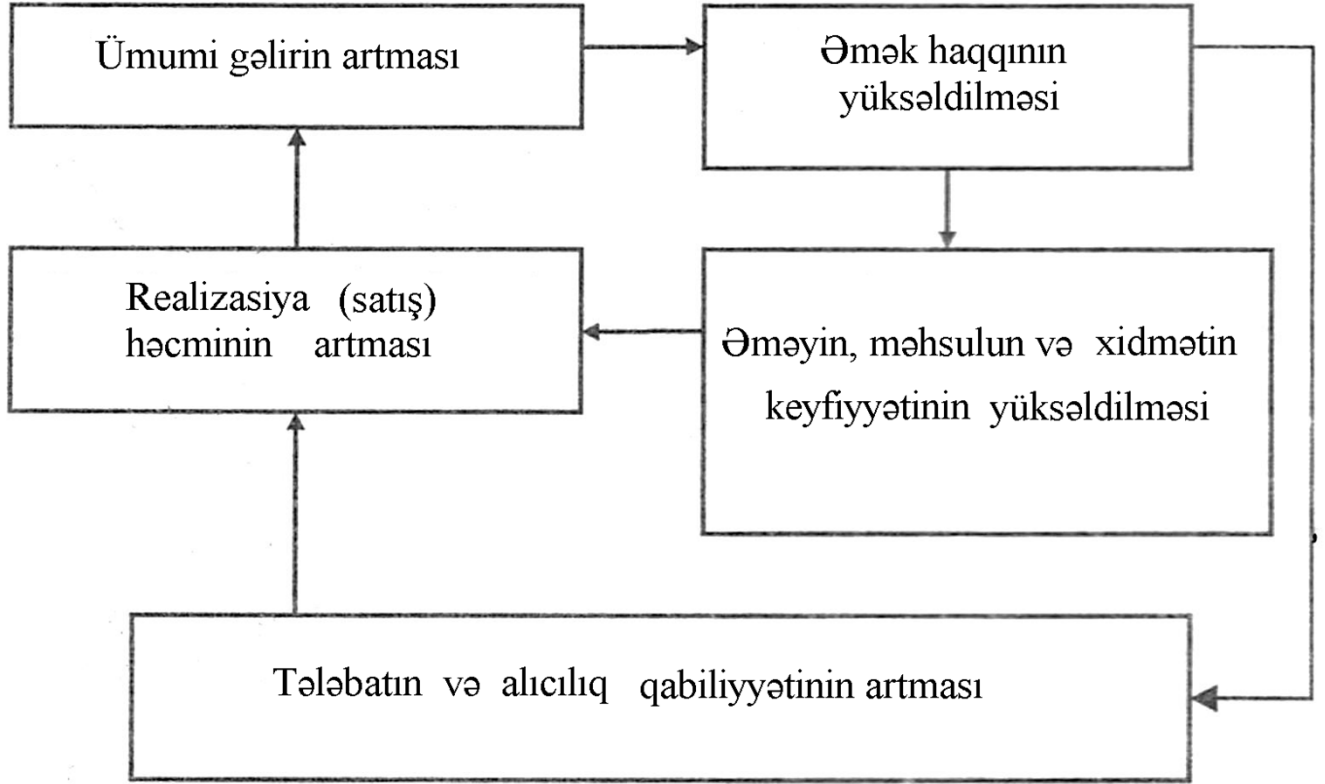 Ümumi gəlirin artması
Əmək haqqının
yüksəldilməsi
Realizasiya (satış)
həcminin artması
Əməyin, məhsulun və xidmətin
keyfiyyətinin yüksəldilməsi
Tələbatın və alıcılıq qabiliyyətinin artması